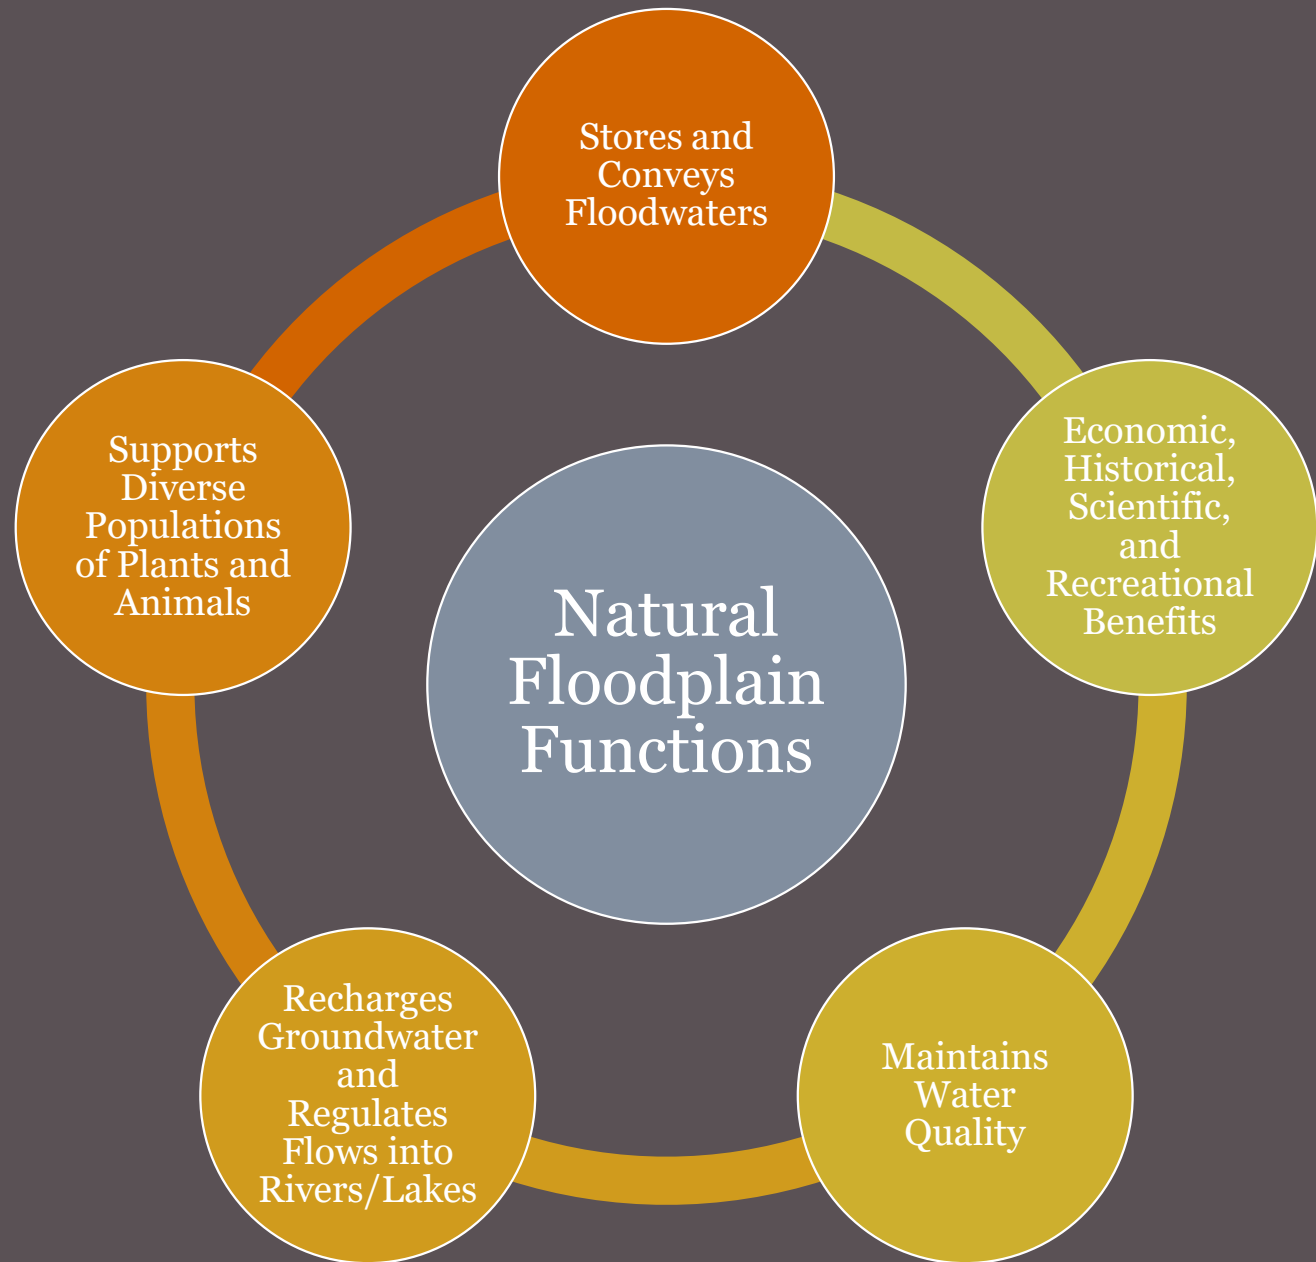 Stores and
Conveys
Floodwaters
Economic,
Historical,
Scientific,
and
Recreational
Benefits
Maintains
Water
Quality
Recharges
Groundwater
and
Regulates
Flows into
Rivers/Lakes
Supports
Diverse
Populations
of Plants and
Animals
Natural
Floodplain
Functions